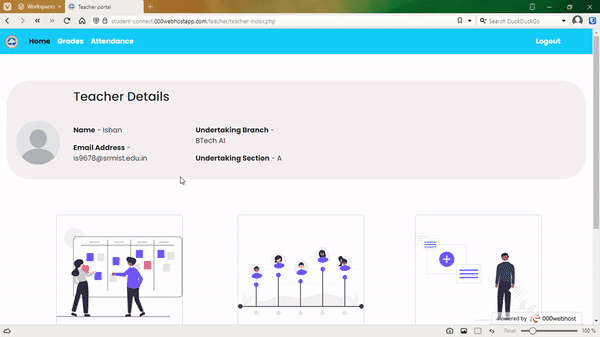 Workspaces
Teacher portal
student-connect.000webhostapp.com/teacher/teacher-index.php
Search DuckDuckGo
Home Grades Attendance Logout
Teacher Details
Name - Ishan
Email Address -
is9678@srmist.edu.in
Undertaking Branch -
BTech AI
Undertaking Section - A
Powered by 000webhost
Reset 100 %